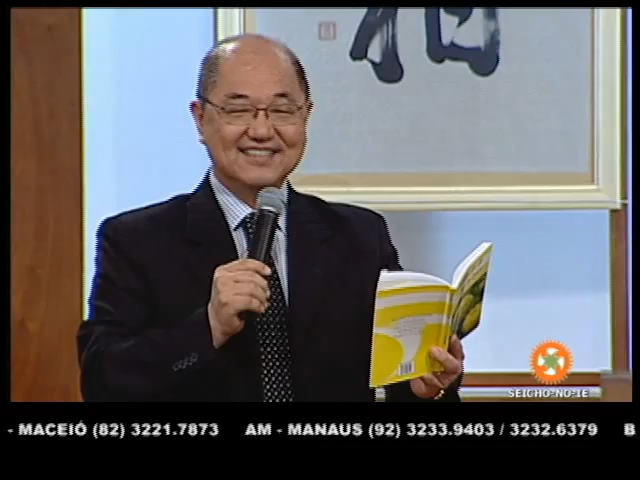 SEICHO-NO-IE
- MACEIÓ (82) 3221.7873 AM - MANAUS (92) 3233.9403 / 3232.6379 B